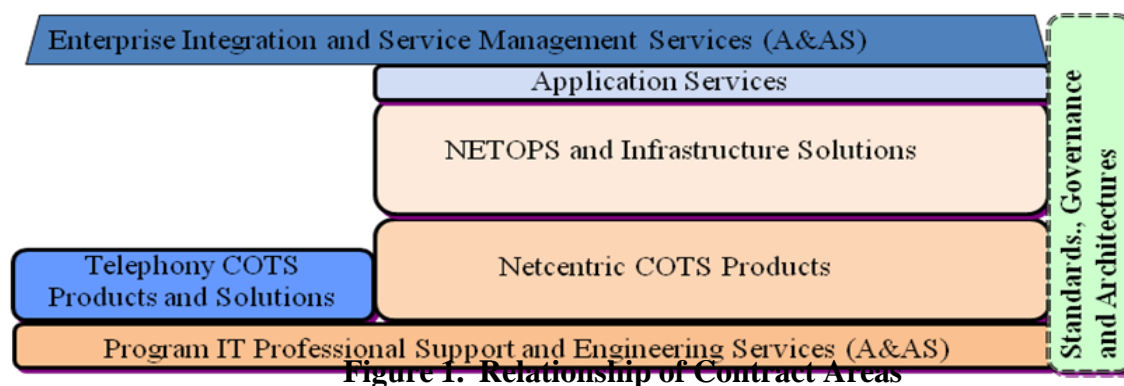 Enterprise Integration and Service Management Services (A&AS)
Application Services
NETOPS and Infrastructure Solutions
Telephony COTS
Products and Solutions
Netcentric COTS Products
Program IT Professional Support and Engineering Services (A&AS)
Standards., Governance
and Architectures
Figure 1:  Relationship of Contract Areas